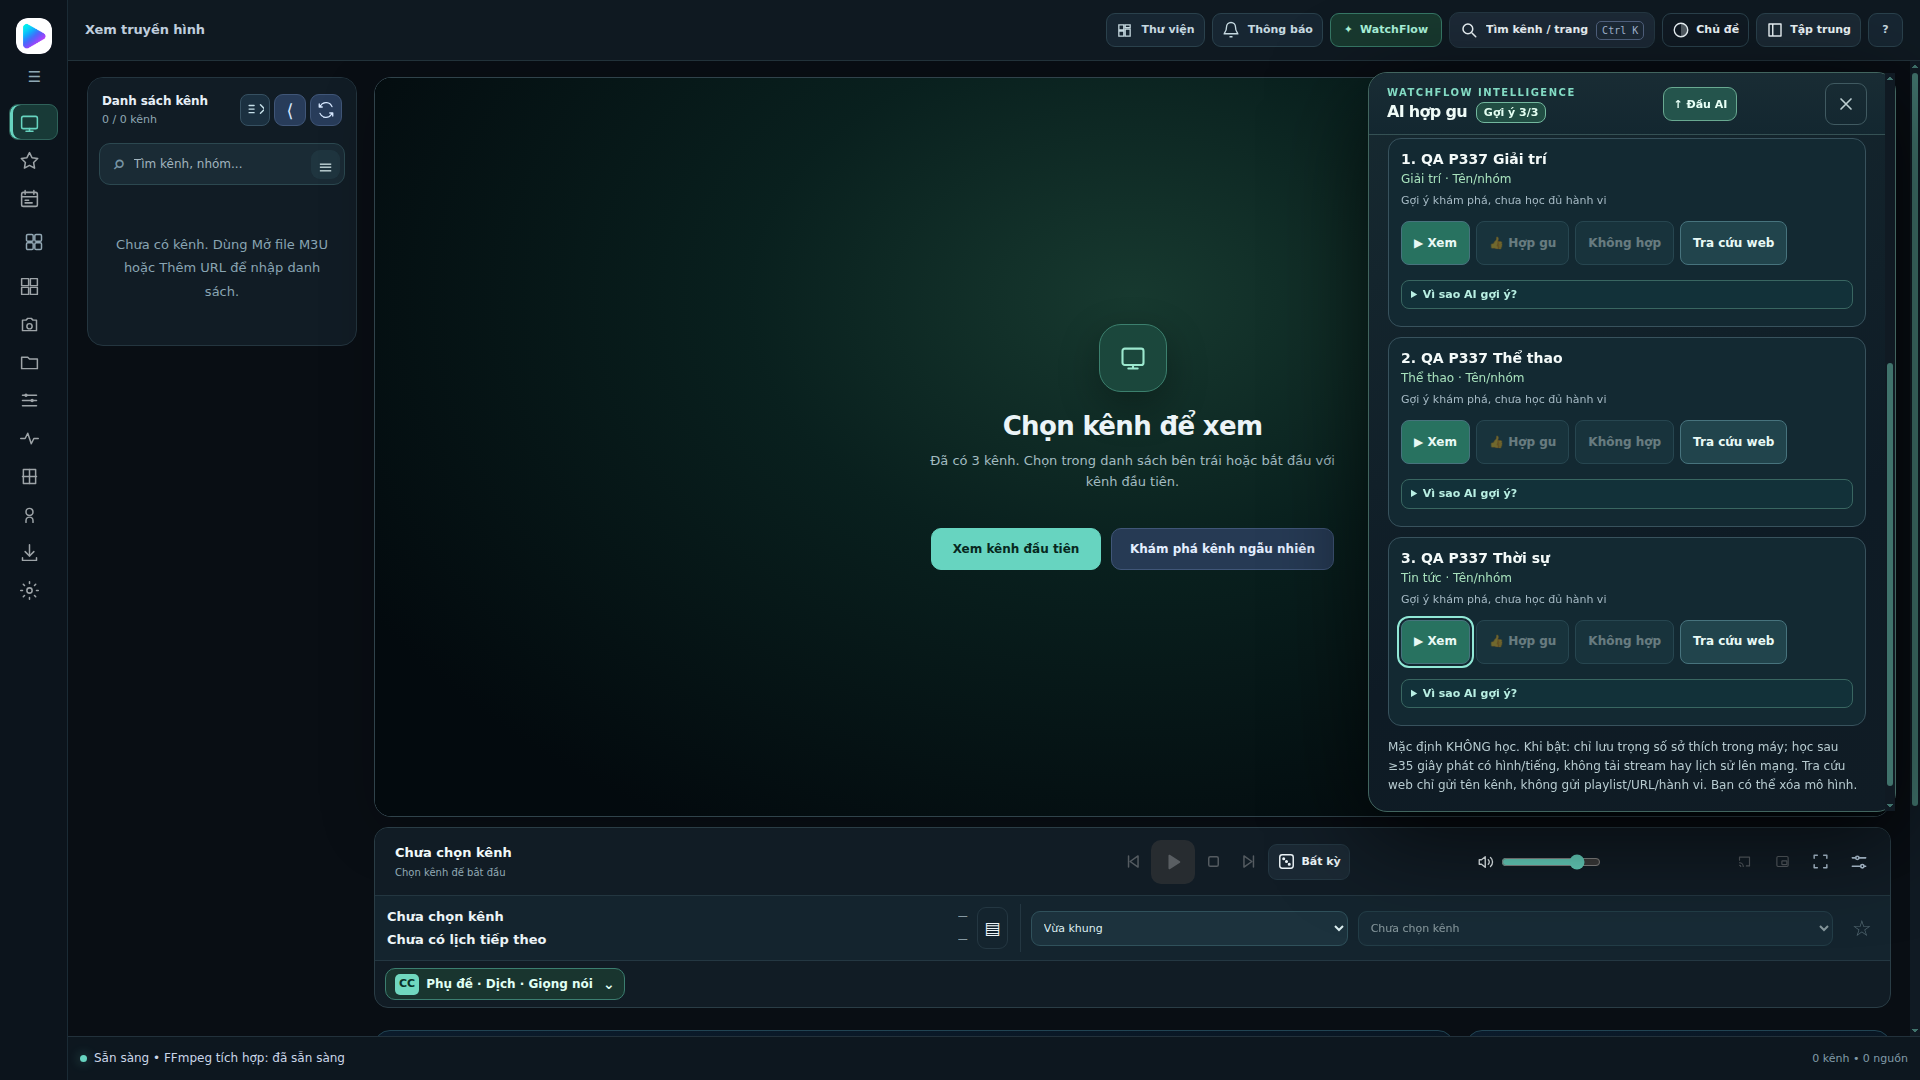 Xem truyền hình
Thư viện
Thông báo
✦ WatchFlow
Tìm kênh / trang Ctrl K
Chủ đề
Tập trung
?
Danh sách kênh
0 / 0 kênh
Tìm kênh, nhóm...
Chưa có kênh. Dùng Mở file M3U
hoặc Thêm URL để nhập danh
sách.
Chọn kênh để xem
Đã có 3 kênh. Chọn trong danh sách bên trái hoặc bắt đầu với
kênh đầu tiên.
Xem kênh đầu tiên
Khám phá kênh ngẫu nhiên
WATCHFLOW INTELLIGENCE
AI hợp gu Gợi ý 3/3
↑ Đầu AI
1. QA P337 Giải trí
Giải trí · Tên/nhóm
Gợi ý khám phá, chưa học đủ hành vi
▶ Xem 👍 Hợp gu Không hợp Tra cứu web
▶ Vì sao AI gợi ý?
2. QA P337 Thể thao
Thể thao · Tên/nhóm
Gợi ý khám phá, chưa học đủ hành vi
▶ Xem 👍 Hợp gu Không hợp Tra cứu web
▶ Vì sao AI gợi ý?
3. QA P337 Thời sự
Tin tức · Tên/nhóm
Gợi ý khám phá, chưa học đủ hành vi
▶ Xem 👍 Hợp gu Không hợp Tra cứu web
▶ Vì sao AI gợi ý?
Mặc định KHÔNG học. Khi bật: chỉ lưu trọng số sở thích trong máy; học sau
≥35 giây phát có hình/tiếng, không tải stream hay lịch sử lên mạng. Tra cứu
web chỉ gửi tên kênh, không gửi playlist/URL/hành vi. Bạn có thể xóa mô hình.
Chưa chọn kênh
Chọn kênh để bắt đầu
Bất kỳ
Chưa chọn kênh —
Chưa có lịch tiếp theo —
Vừa khung
Chưa chọn kênh
CC Phụ đề · Dịch · Giọng nói
Sẵn sàng • FFmpeg tích hợp: đã sẵn sàng
0 kênh • 0 nguồn